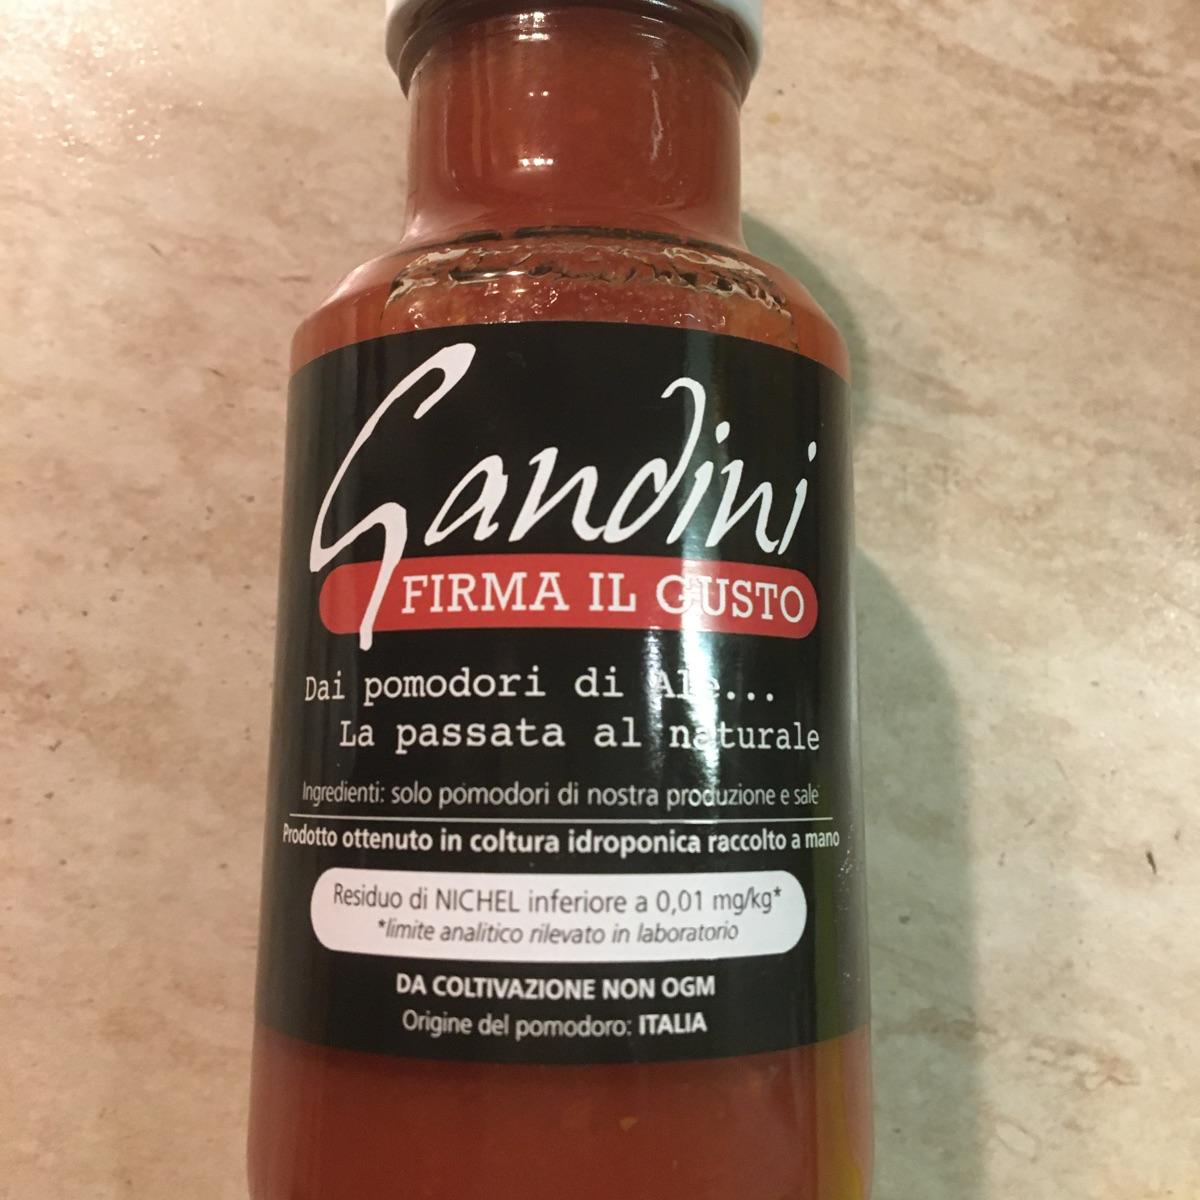 Gandini
FIRMA IL GUSTO
Dai pomodori di Ale...
La passata al naturale
Ingredienti: solo pomodori di nostra produzione e sale
Prodotto ottenuto in coltura idroponica raccolto a mano
Residuo di NICHEL inferiore a 0,01 mg/kg*
*limite analitico rilevato in laboratorio
DA COLTIVAZIONE NON OGM
Origine del pomodoro: ITALIA